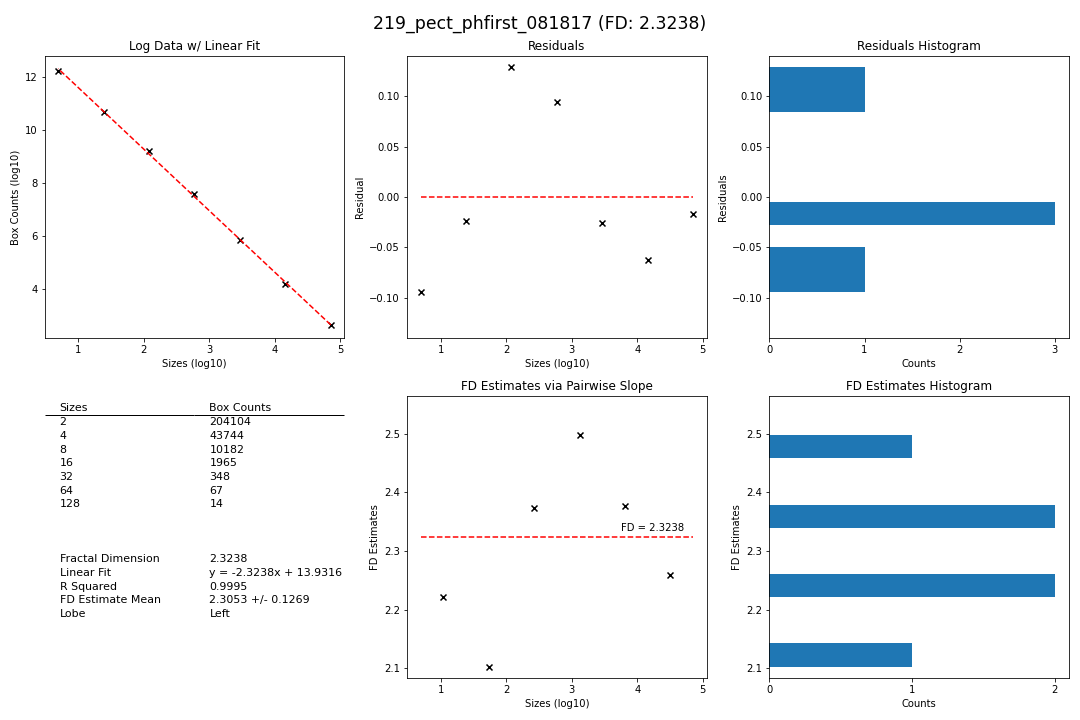 219_pect_phfirst_081817 (FD: 2.3238)
Log Data w/ Linear Fit
12
10
8
6
4
Box Counts (log10)
1 2 3 4 5
Sizes (log10)
Residuals
0.10
0.05
0.00
−0.05
−0.10
Residual
1 2 3 4 5
Sizes (log10)
Residuals Histogram
0.10
0.05
0.00
−0.05
−0.10
Residuals
0 1 2 3
Counts
Sizes Box Counts
2 204104
4 43744
8 10182
16 1965
32 348
64 67
128 14
Fractal Dimension 2.3238
Linear Fit y = -2.3238x + 13.9316
R Squared 0.9995
FD Estimate Mean 2.3053 +/- 0.1269
Lobe Left
FD Estimates via Pairwise Slope
2.5
2.4
2.3
2.2
2.1
FD Estimates
FD = 2.3238
1 2 3 4 5
Sizes (log10)
FD Estimates Histogram
2.5
2.4
2.3
2.2
2.1
FD Estimates
0 1 2
Counts